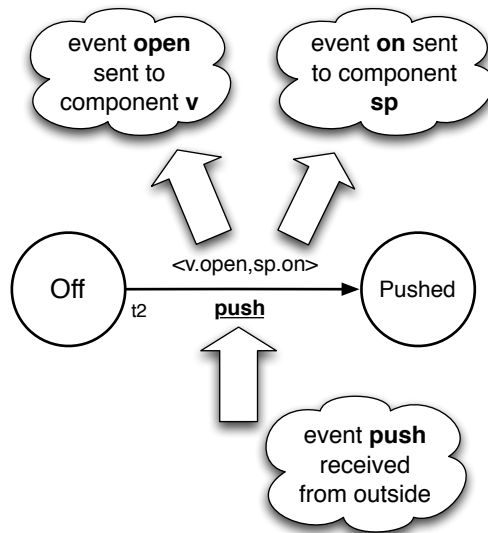 event open
sent to
component v
event on sent
to component
sp
<v.open,sp.on>
Off
Pushed
t2
push
event push
received
from outside